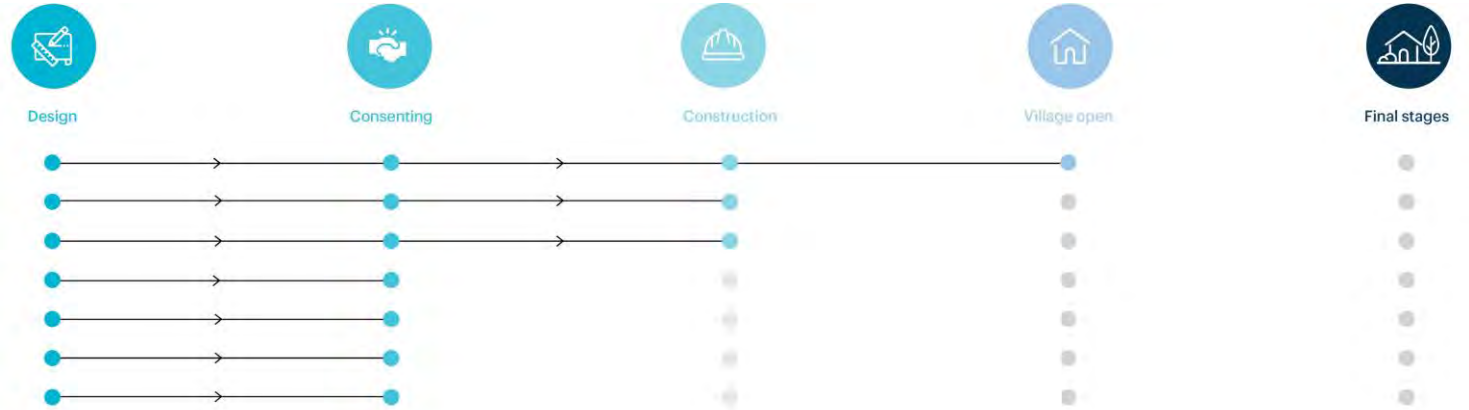 Design
Consenting
Construction
Village open
Final stages